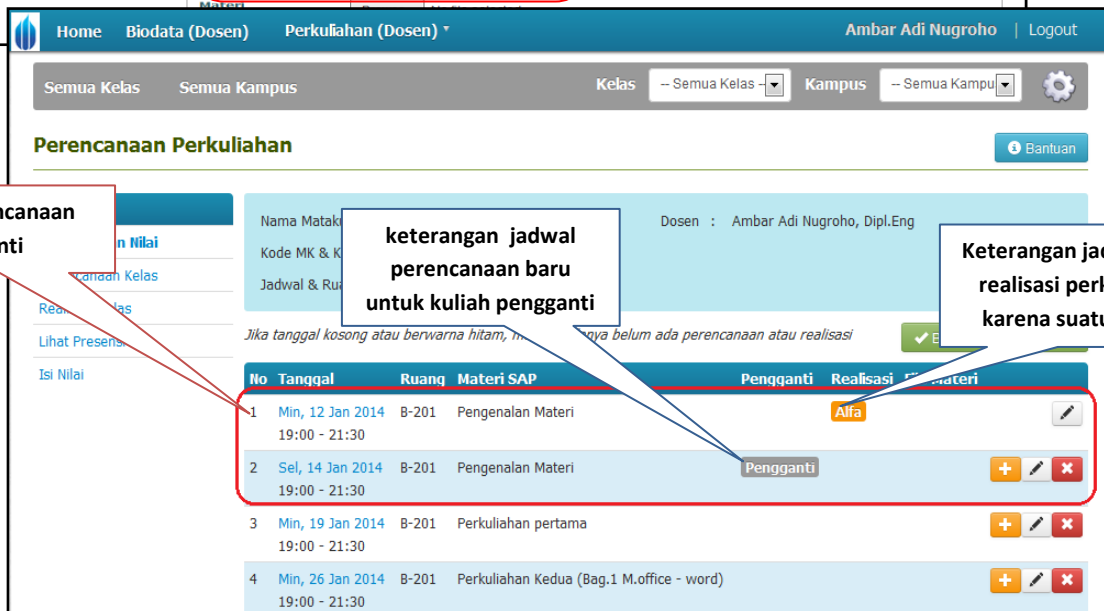 Materi
Home Biodata (Dosen) Perkuliahan (Dosen) Ambar Adi Nugroho | Logout
Semua Kelas Semua Kampus Kelas -- Semua Kelas -- Kampus -- Semua Kampu
Perencanaan Perkuliahan Bantuan
ncanaan
nti
n Nilai
canaan Kelas
Rea as
Lihat Presensi
Isi Nilai
Nama Mataku Dosen : Ambar Adi Nugroho, Dipl.Eng
Kode MK & K
Jadwal & Rua
keterangan jadwal
perencanaan baru
untuk kuliah pengganti
Keterangan jad
realisasi perk
karena suatu
Jika tanggal kosong atau berwarna hitam, m nya belum ada perencanaan atau realisasi
No Tanggal Ruang Materi SAP Pengganti Realisasi Materi
1 Min, 12 Jan 2014 B-201 Pengenalan Materi Alfa
19:00 - 21:30
2 Sel, 14 Jan 2014 B-201 Pengenalan Materi Pengganti
19:00 - 21:30
3 Min, 19 Jan 2014 B-201 Perkuliahan pertama
19:00 - 21:30
4 Min, 26 Jan 2014 B-201 Perkuliahan Kedua (Bag.1 M.office - word)
19:00 - 21:30